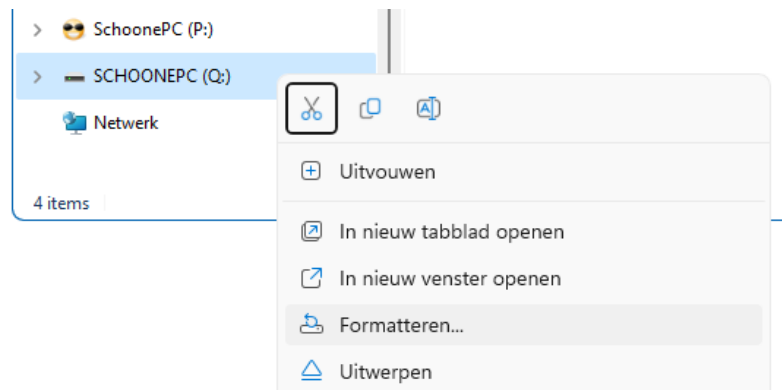 SchoonePC (P:)
SCHOONEPC (Q:)
Netwerk
4 items
Uitvouwen
In nieuw tabblad openen
In nieuw venster openen
Formatteren...
Uitwerpen